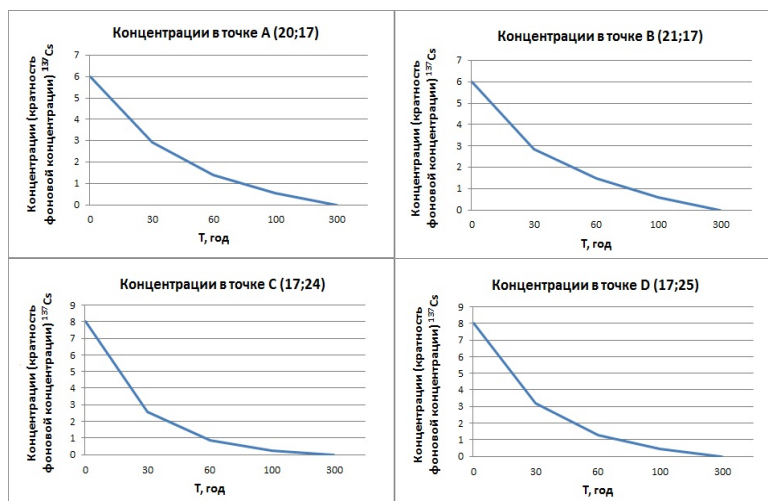 Концентрации в точке А (20;17)
Концентрации (кратность
фоновой концентрации) ¹³⁷Cs
7
6
5
4
3
2
1
0
0 30 60 100 300
Т, год
Концентрации в точке В (21;17)
Концентрации (кратность
фоновой концентрации) ¹³⁷Cs
7
6
5
4
3
2
1
0
0 30 60 100 300
Т, год
Концентрации в точке С (17;24)
Концентрации (кратность
фоновой концентрации) ¹³⁷Cs
9
8
7
6
5
4
3
2
1
0
0 30 60 100 300
Т, год
Концентрации в точке D (17;25)
Концентрации (кратность
фоновой концентрации) ¹³⁷Cs
9
8
7
6
5
4
3
2
1
0
0 30 60 100 300
Т, год